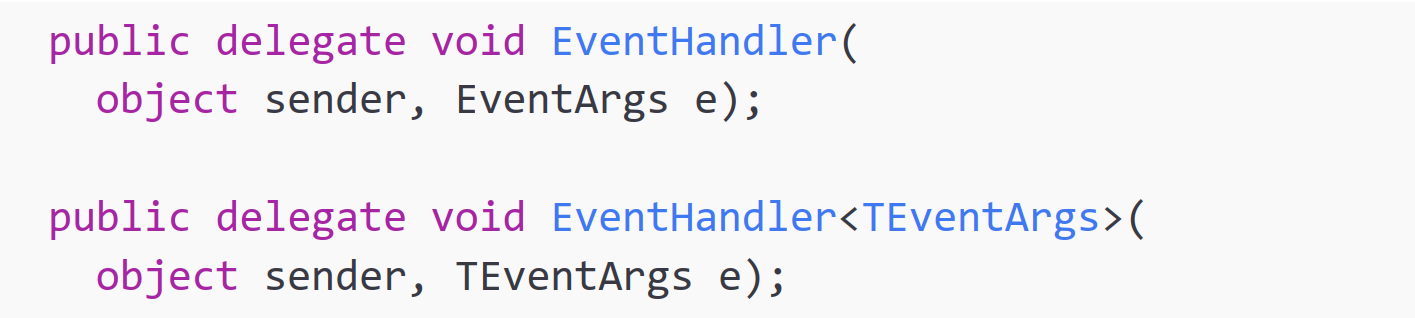 public delegate void EventHandler(
  object sender, EventArgs e);

public delegate void EventHandler<TEventArgs>(
  object sender, TEventArgs e);